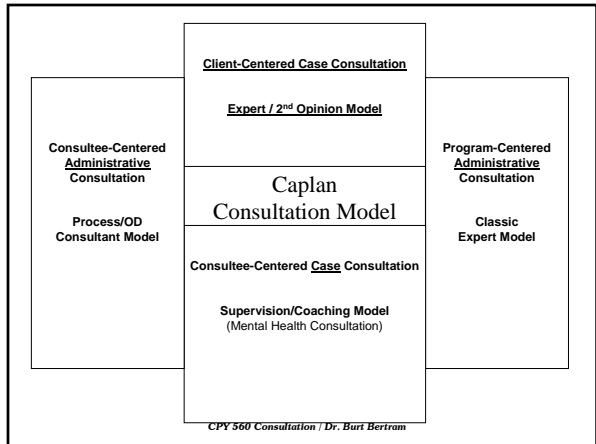 Client-Centered Case Consultation
Expert / 2nd Opinion Model
Consultee-Centered
Administrative
Consultation
Process/OD
Consultant Model
Caplan
Consultation Model
Program-Centered
Administrative
Consultation
Classic
Expert Model
Consultee-Centered Case Consultation
Supervision/Coaching Model
(Mental Health Consultation)
CPY 560 Consultation / Dr. Burt Bertram